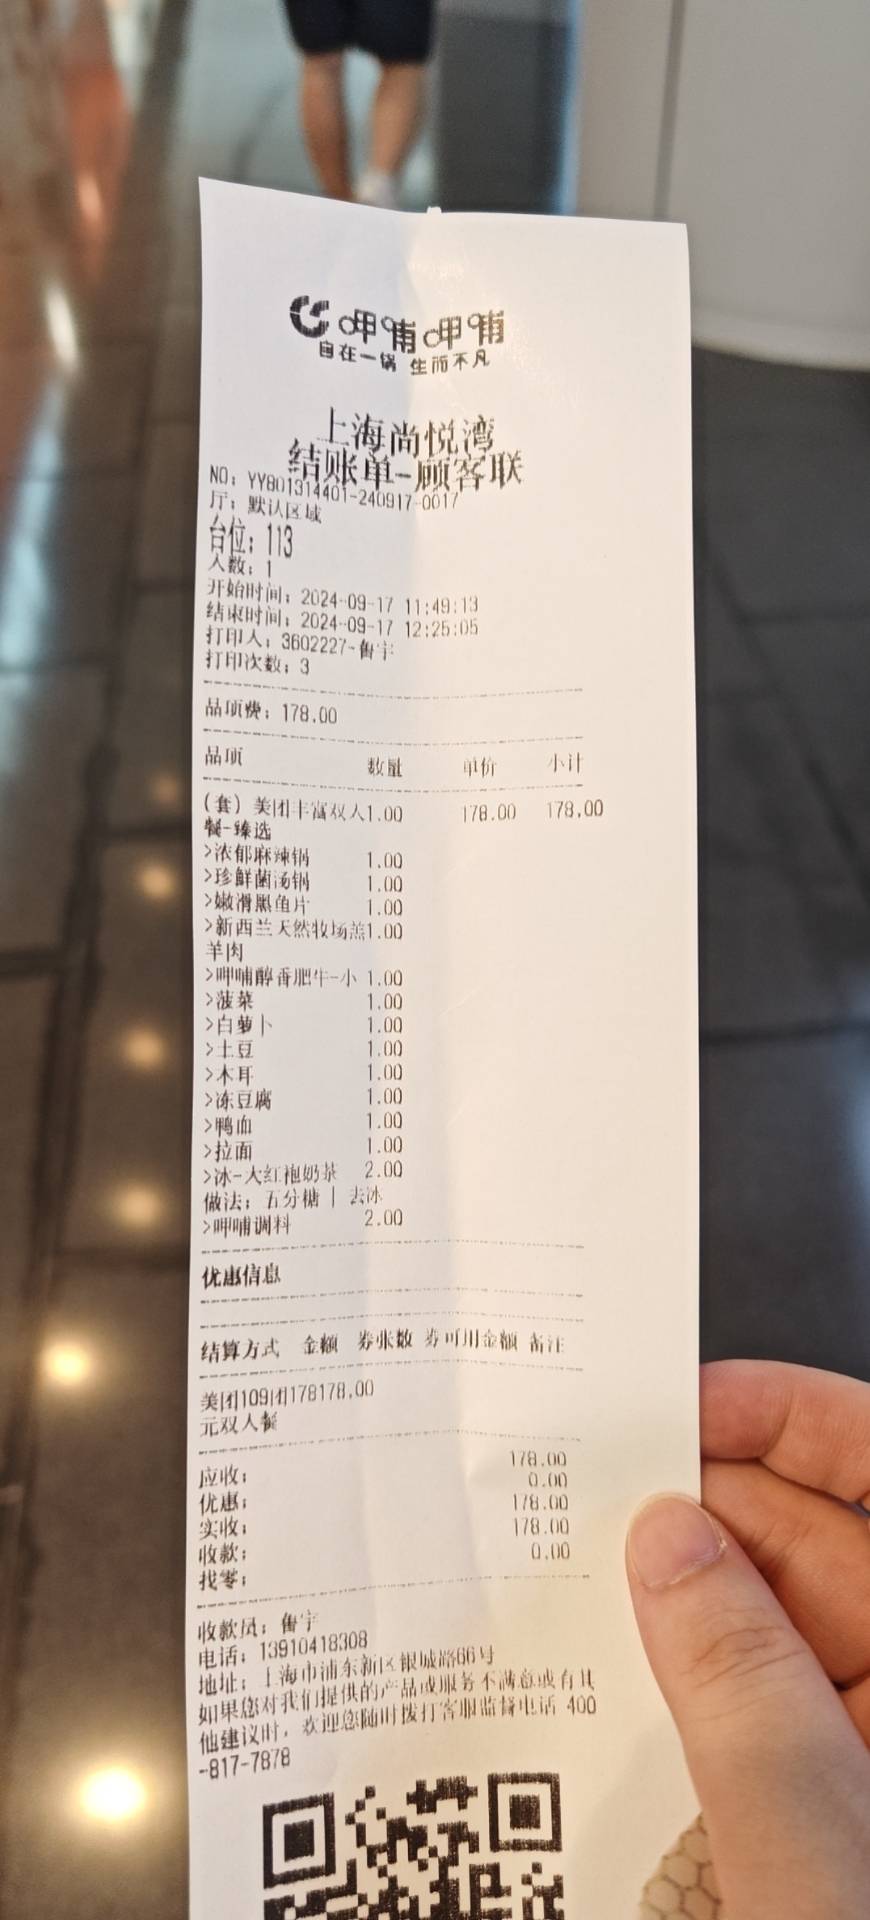 呷哺呷哺
自在一锅 生而不凡
上海尚悦湾
结账单-顾客联
NO: YY801314401-240917-0017
厅: 默认区域
台位: 113
人数: 1
开始时间: 2024-09-17 11:49:13
结束时间: 2024-09-17 12:25:05
打印人: 3602227-鲁宇
打印次数: 3
品项费: 178.00
品项 数量 单价 小计
(套) 美团丰富双人1.00 178.00 178.00
餐-臻选
>浓郁麻辣锅 1.00
>珍鲜菌汤锅 1.00
>嫩滑黑鱼片 1.00
>新西兰天然牧场羔1.00
羊肉
>呷哺醇香肥牛-小 1.00
>菠菜 1.00
>白萝卜 1.00
>土豆 1.00
>木耳 1.00
>冻豆腐 1.00
>鸭血 1.00
>拉面 1.00
>冰-大红袍奶茶 2.00
做法: 五分糖 | 去冰
>呷哺调料 2.00
优惠信息
结算方式 金额 券张数 券可用金额 备注
美团109团178178.00
元双人餐
应收: 178.00
优惠: 0.00
实收: 178.00
收款: 178.00
找零: 0.00
收款员: 鲁宇
电话: 13910418308
地址: 上海市浦东新区银城路66号
如果您对我们提供的产品或服务不满意或有其
他建议时, 欢迎您随时拨打客服监督电话 400
-817-7878